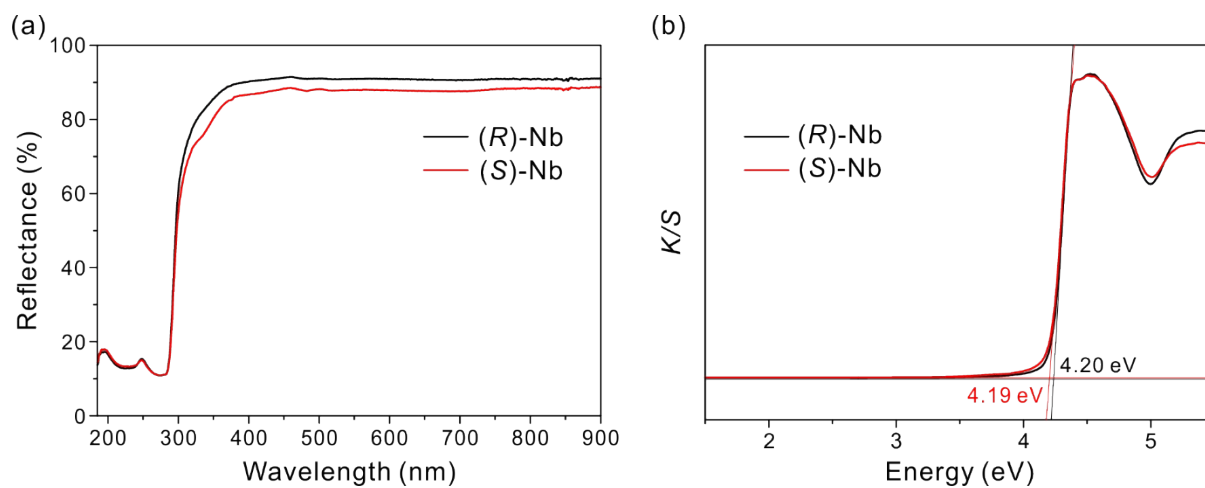 (a)
100
80
60
40
20
0
Reflectance (%)
(R)-Nb
(S)-Nb
200 300 400 500 600 700 800 900
Wavelength (nm)
(b)
K/S
(R)-Nb
(S)-Nb
4.20 eV
4.19 eV
2 3 4 5
Energy (eV)